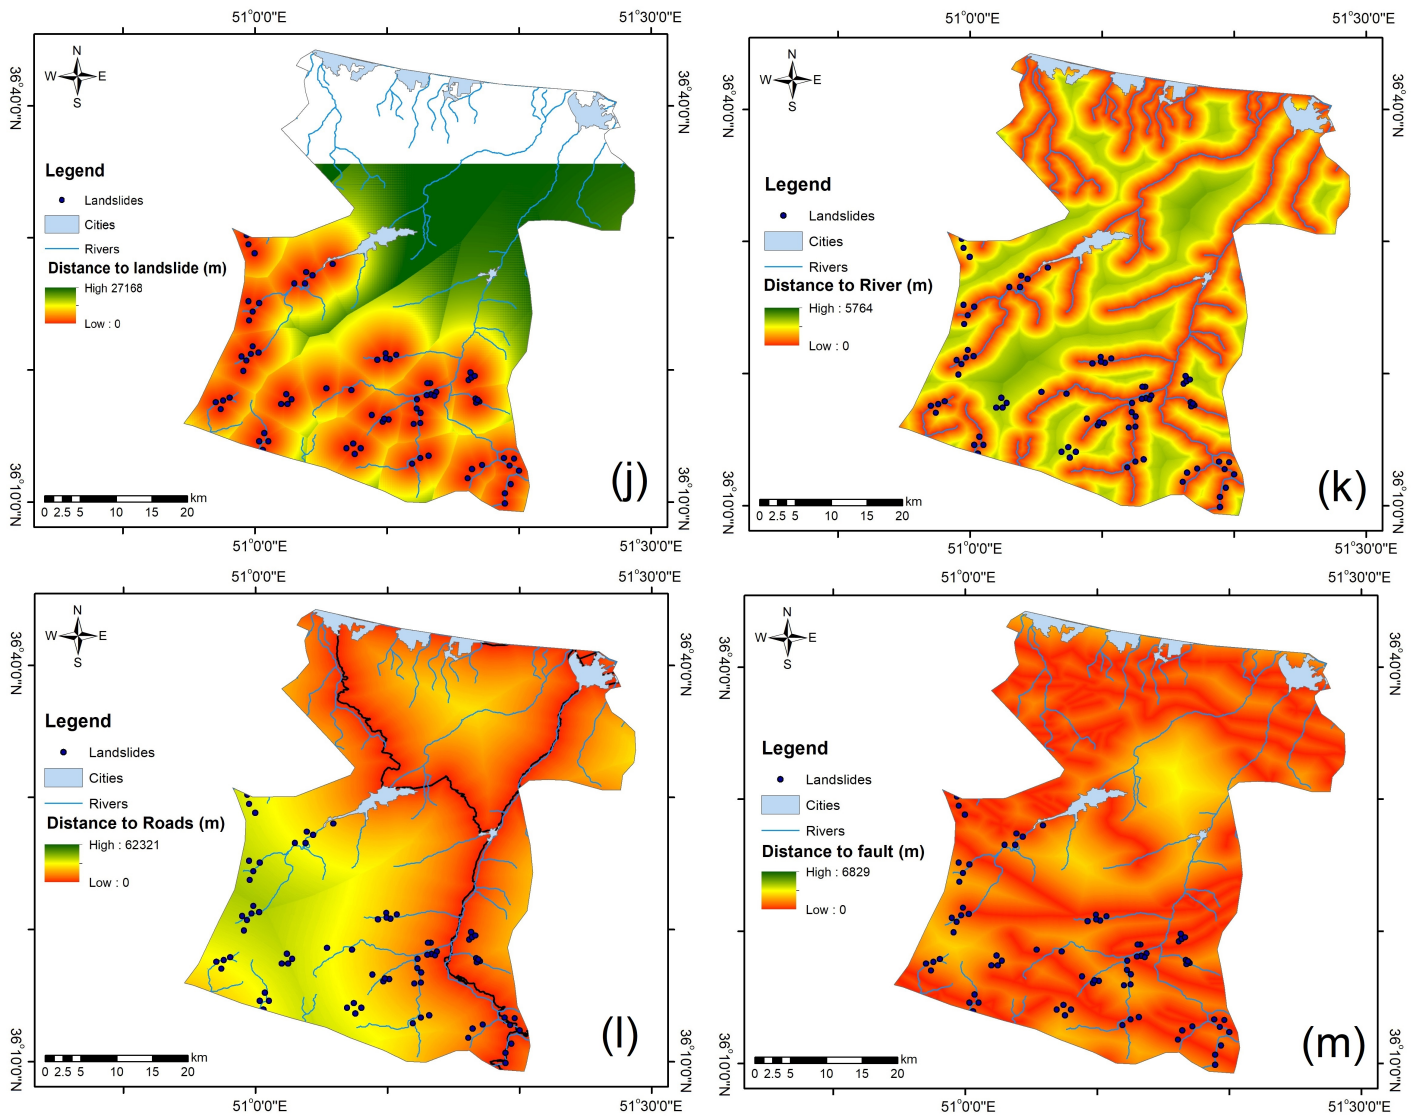 51°0'0"E 51°30'0"E
36°40'0"N 36°40'0"N
N
W E
S
Legend
Landslides
Cities
Rivers
Distance to landslide (m)
High 27168
Low : 0
(j)
km
0 2.5 5 10 15 20
36°10'0"N 36°10'0"N
51°0'0"E 51°30'0"E
51°0'0"E 51°30'0"E
36°40'0"N 36°40'0"N
N
W E
S
Legend
Landslides
Cities
Rivers
Distance to River (m)
High : 5764
Low : 0
(k)
km
0 2.5 5 10 15 20
36°10'0"N 36°10'0"N
51°0'0"E 51°30'0"E
51°0'0"E 51°30'0"E
36°40'0"N 36°40'0"N
N
W E
S
Legend
Landslides
Cities
Rivers
Distance to Roads (m)
High : 62321
Low : 0
(l)
km
0 2.5 5 10 15 20
36°10'0"N 36°10'0"N
51°0'0"E 51°30'0"E
51°0'0"E 51°30'0"E
36°40'0"N 36°40'0"N
N
W E
S
Legend
Landslides
Cities
Rivers
Distance to fault (m)
High : 6829
Low : 0
(m)
km
0 2.5 5 10 15 20
36°10'0"N 36°10'0"N
51°0'0"E 51°30'0"E